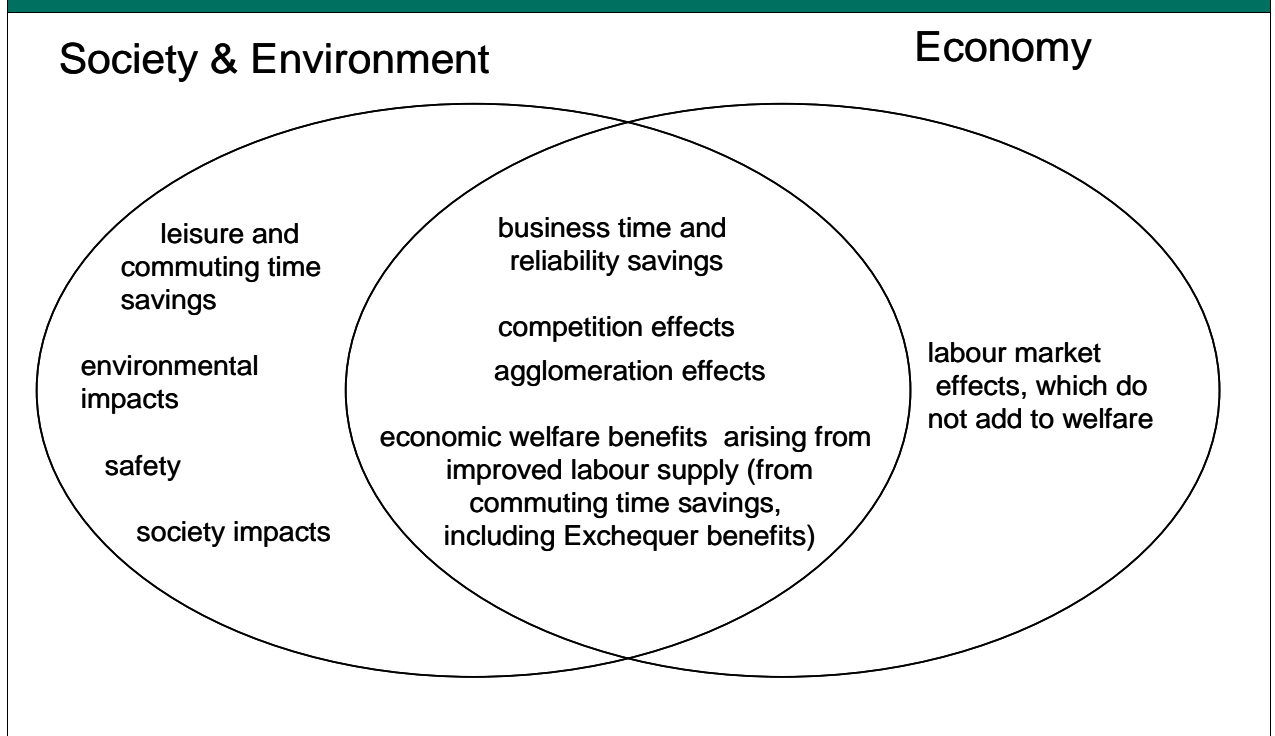 Society & Environment
Economy
leisure and
commuting time
savings
environmental
impacts
safety
society impacts
business time and
reliability savings
competition effects
agglomeration effects
economic welfare benefits  arising from
improved labour supply (from
commuting time savings,
including Exchequer benefits)
labour market
effects, which do
not add to welfare